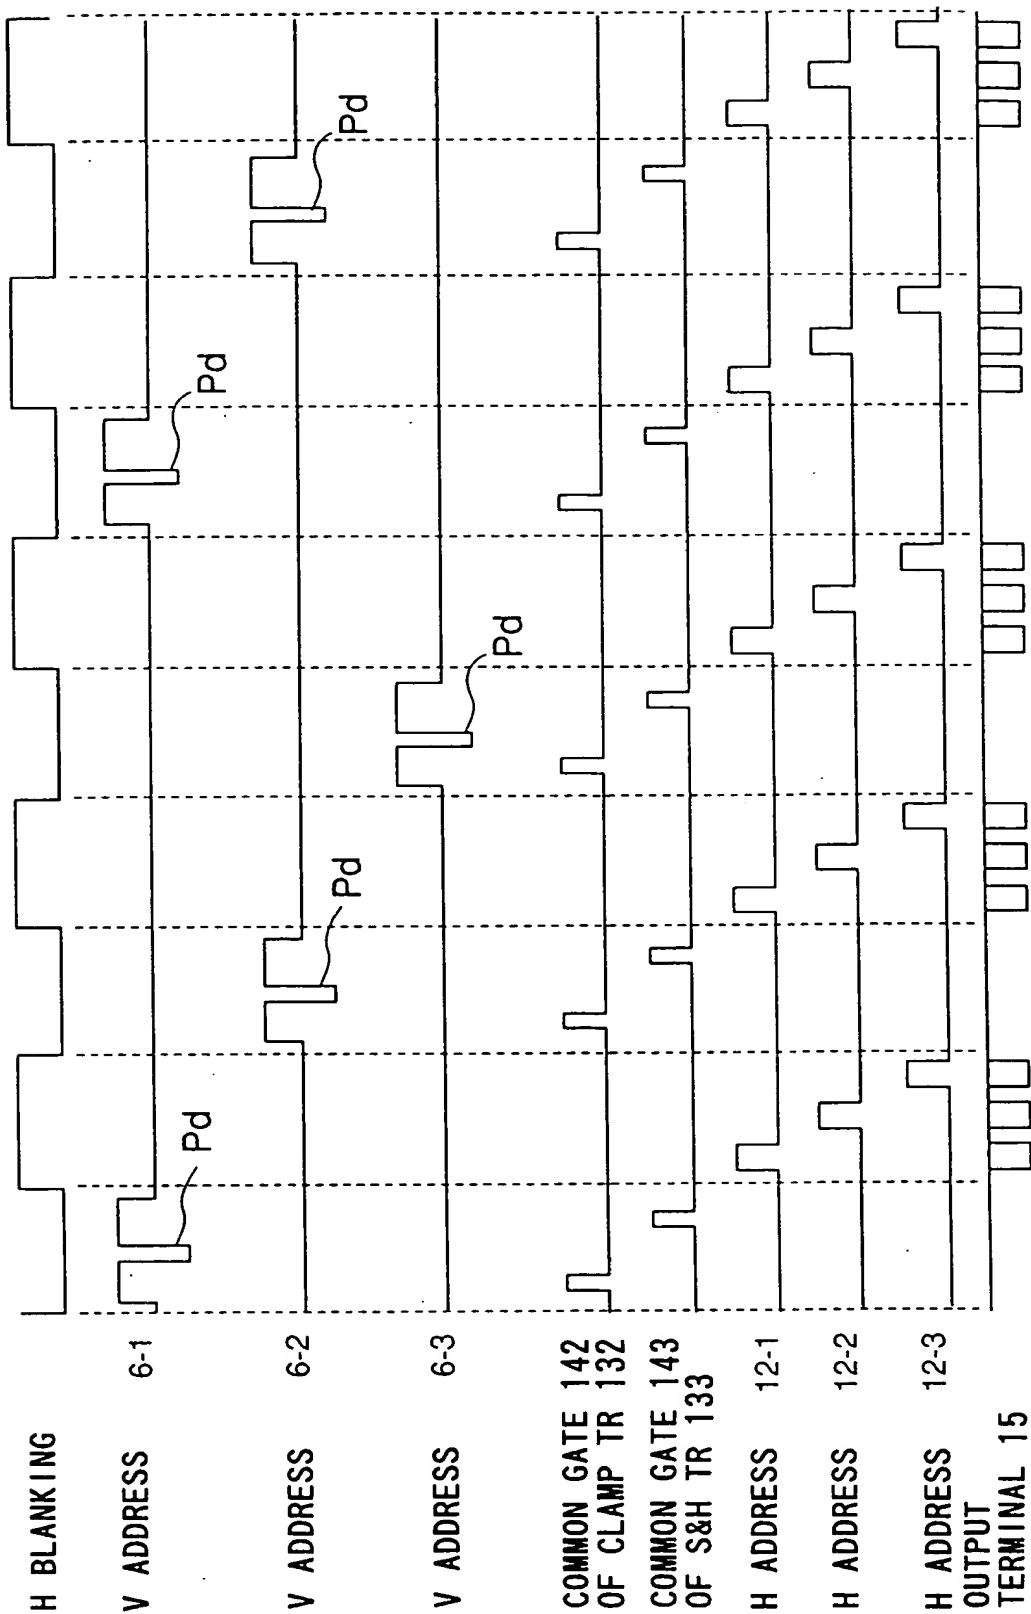 H BLANKING
V ADDRESS 6-1
Pd
Pd
V ADDRESS 6-2
Pd
Pd
V ADDRESS 6-3
Pd
COMMON GATE 142
OF CLAMP TR 132
COMMON GATE 143
OF S&H TR 133
H ADDRESS 12-1
H ADDRESS 12-2
H ADDRESS 12-3
OUTPUT
TERMINAL 15